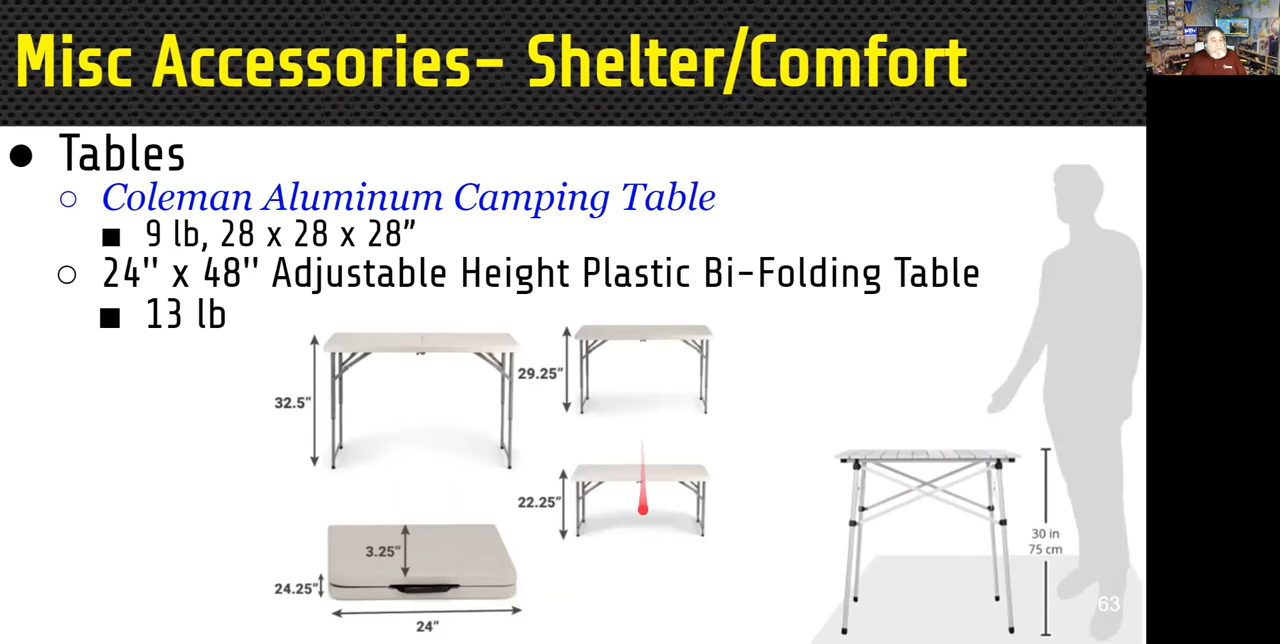 Misc Accessories- Shelter/Comfort
Tables
Coleman Aluminum Camping Table
9 lb, 28 x 28 x 28”
24" x 48" Adjustable Height Plastic Bi-Folding Table
13 lb
32.5”
29.25”
22.25”
3.25”
24.25”
24”
30 in
75 cm
63